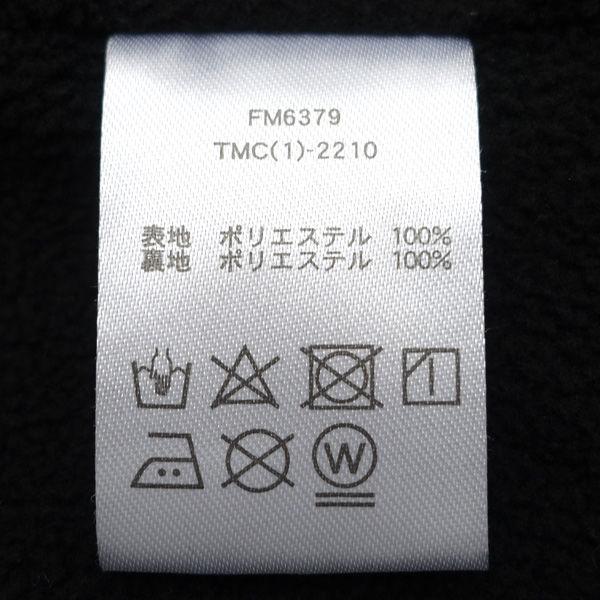 FM6379
TMC(1)-2210
表地 ポリエステル 100%
裏地 ポリエステル 100%
W